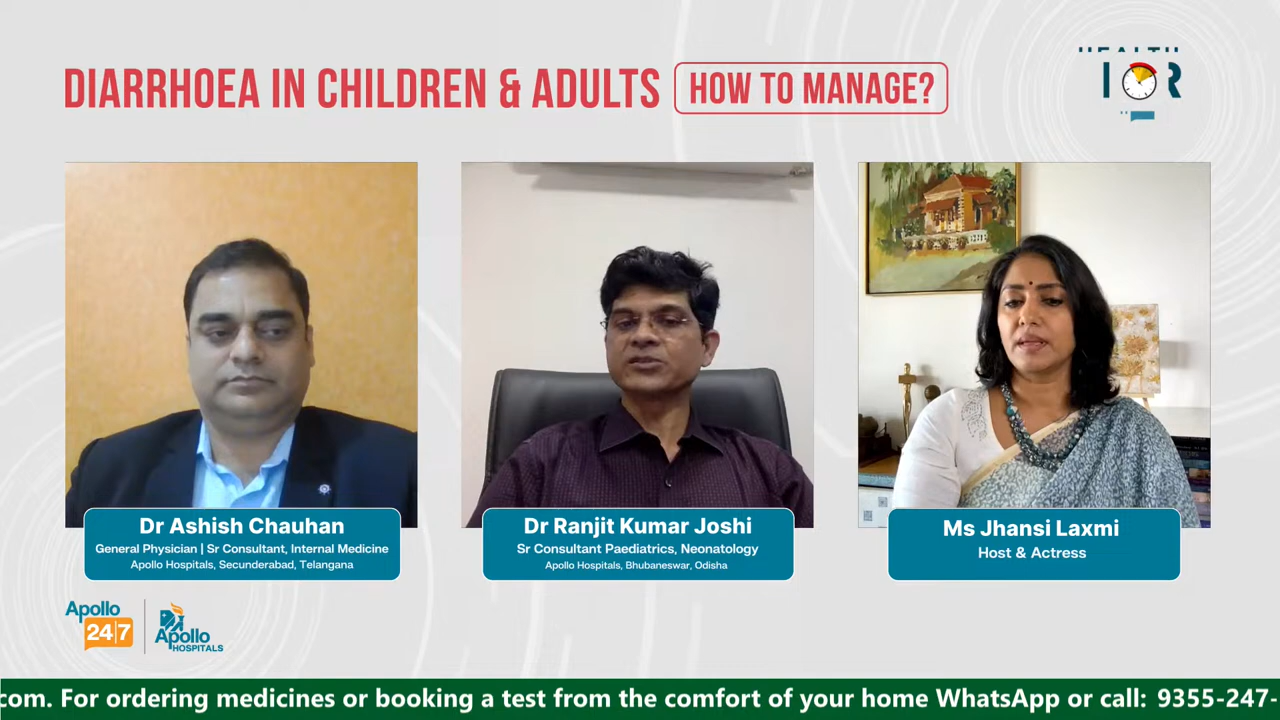 DIARRHOEA IN CHILDREN & ADULTS HOW TO MANAGE?
Dr Ashish Chauhan
General Physician | Sr Consultant, Internal Medicine
Apollo Hospitals, Secunderabad, Telangana
Dr Ranjit Kumar Joshi
Sr Consultant Paediatrics, Neonatology
Apollo Hospitals, Bhubaneswar, Odisha
Ms Jhansi Laxmi
Host & Actress
Apollo
24|7
Apollo
HOSPITALS
.com. For ordering medicines or booking a test from the comfort of your home WhatsApp or call: 9355-247-